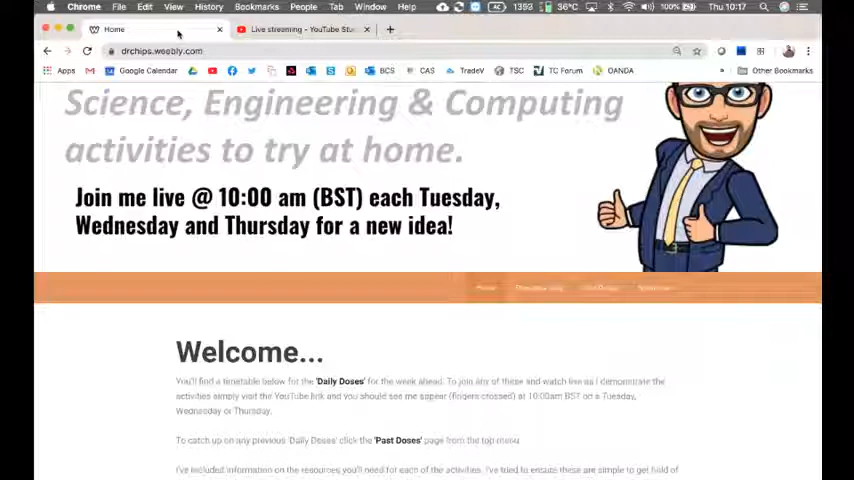 Chrome File Edit View History Bookmarks People Tab Window Help 1393 36°C 100% Thu 10:17
Home Live streaming - YouTube Stu
drchips.weebly.com
Apps Google Calendar BCS CAS TradeV TSC TC Forum OANDA » Other Bookmarks
Science, Engineering & Computing
activities to try at home.
Join me live @ 10:00 am (BST) each Tuesday,
Wednesday and Thursday for a new idea!
Home
Welcome...
You'll find a timetable below for the 'Daily Doses' for the week ahead. To join any of these and watch live as I demonstrate the
activities simply visit the YouTube link and you should see me appear (fingers crossed) at 10:00am BST on a Tuesday,
Wednesday or Thursday.
To catch up on any previous 'Daily Doses' click the 'Past Doses' page from the top menu.
I've included information on the resources you'll need for each of the activities. I've tried to ensure these are simple to get hold of